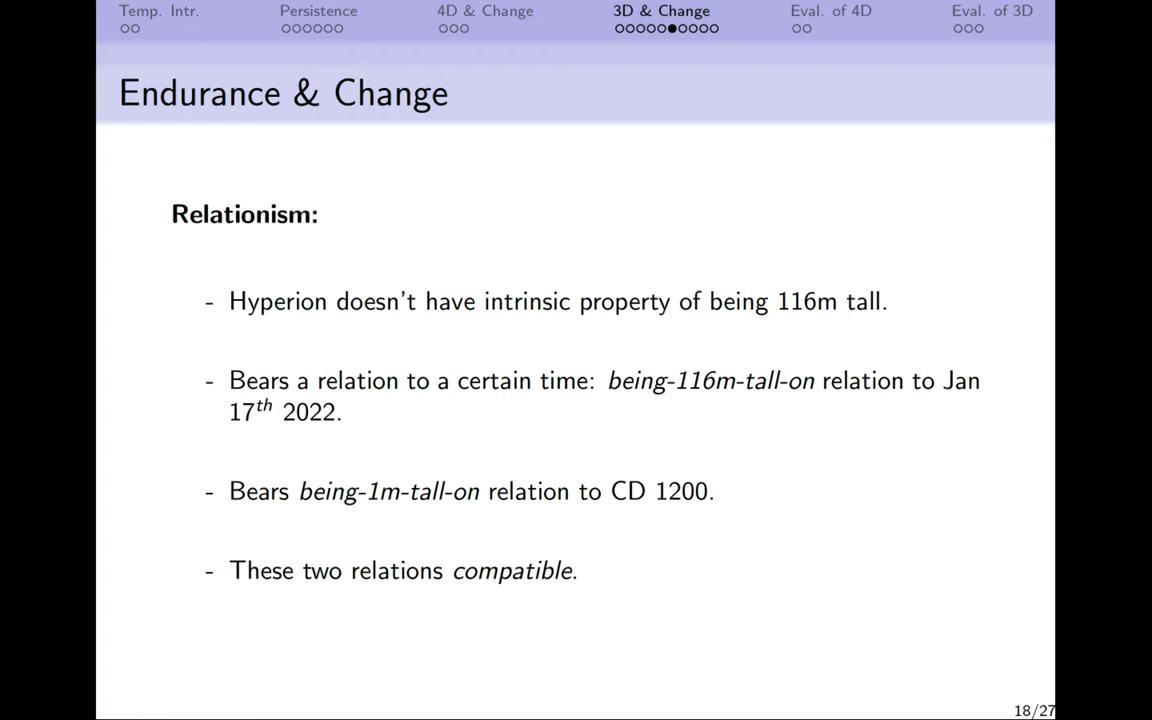 Temp. Intr. Persistence 4D & Change 3D & Change Eval. of 4D Eval. of 3D
Endurance & Change
Relationism:
- Hyperion doesn't have intrinsic property of being 116m tall.
- Bears a relation to a certain time: being-116m-tall-on relation to Jan
17th 2022.
- Bears being-1m-tall-on relation to CD 1200.
- These two relations compatible.
18/27